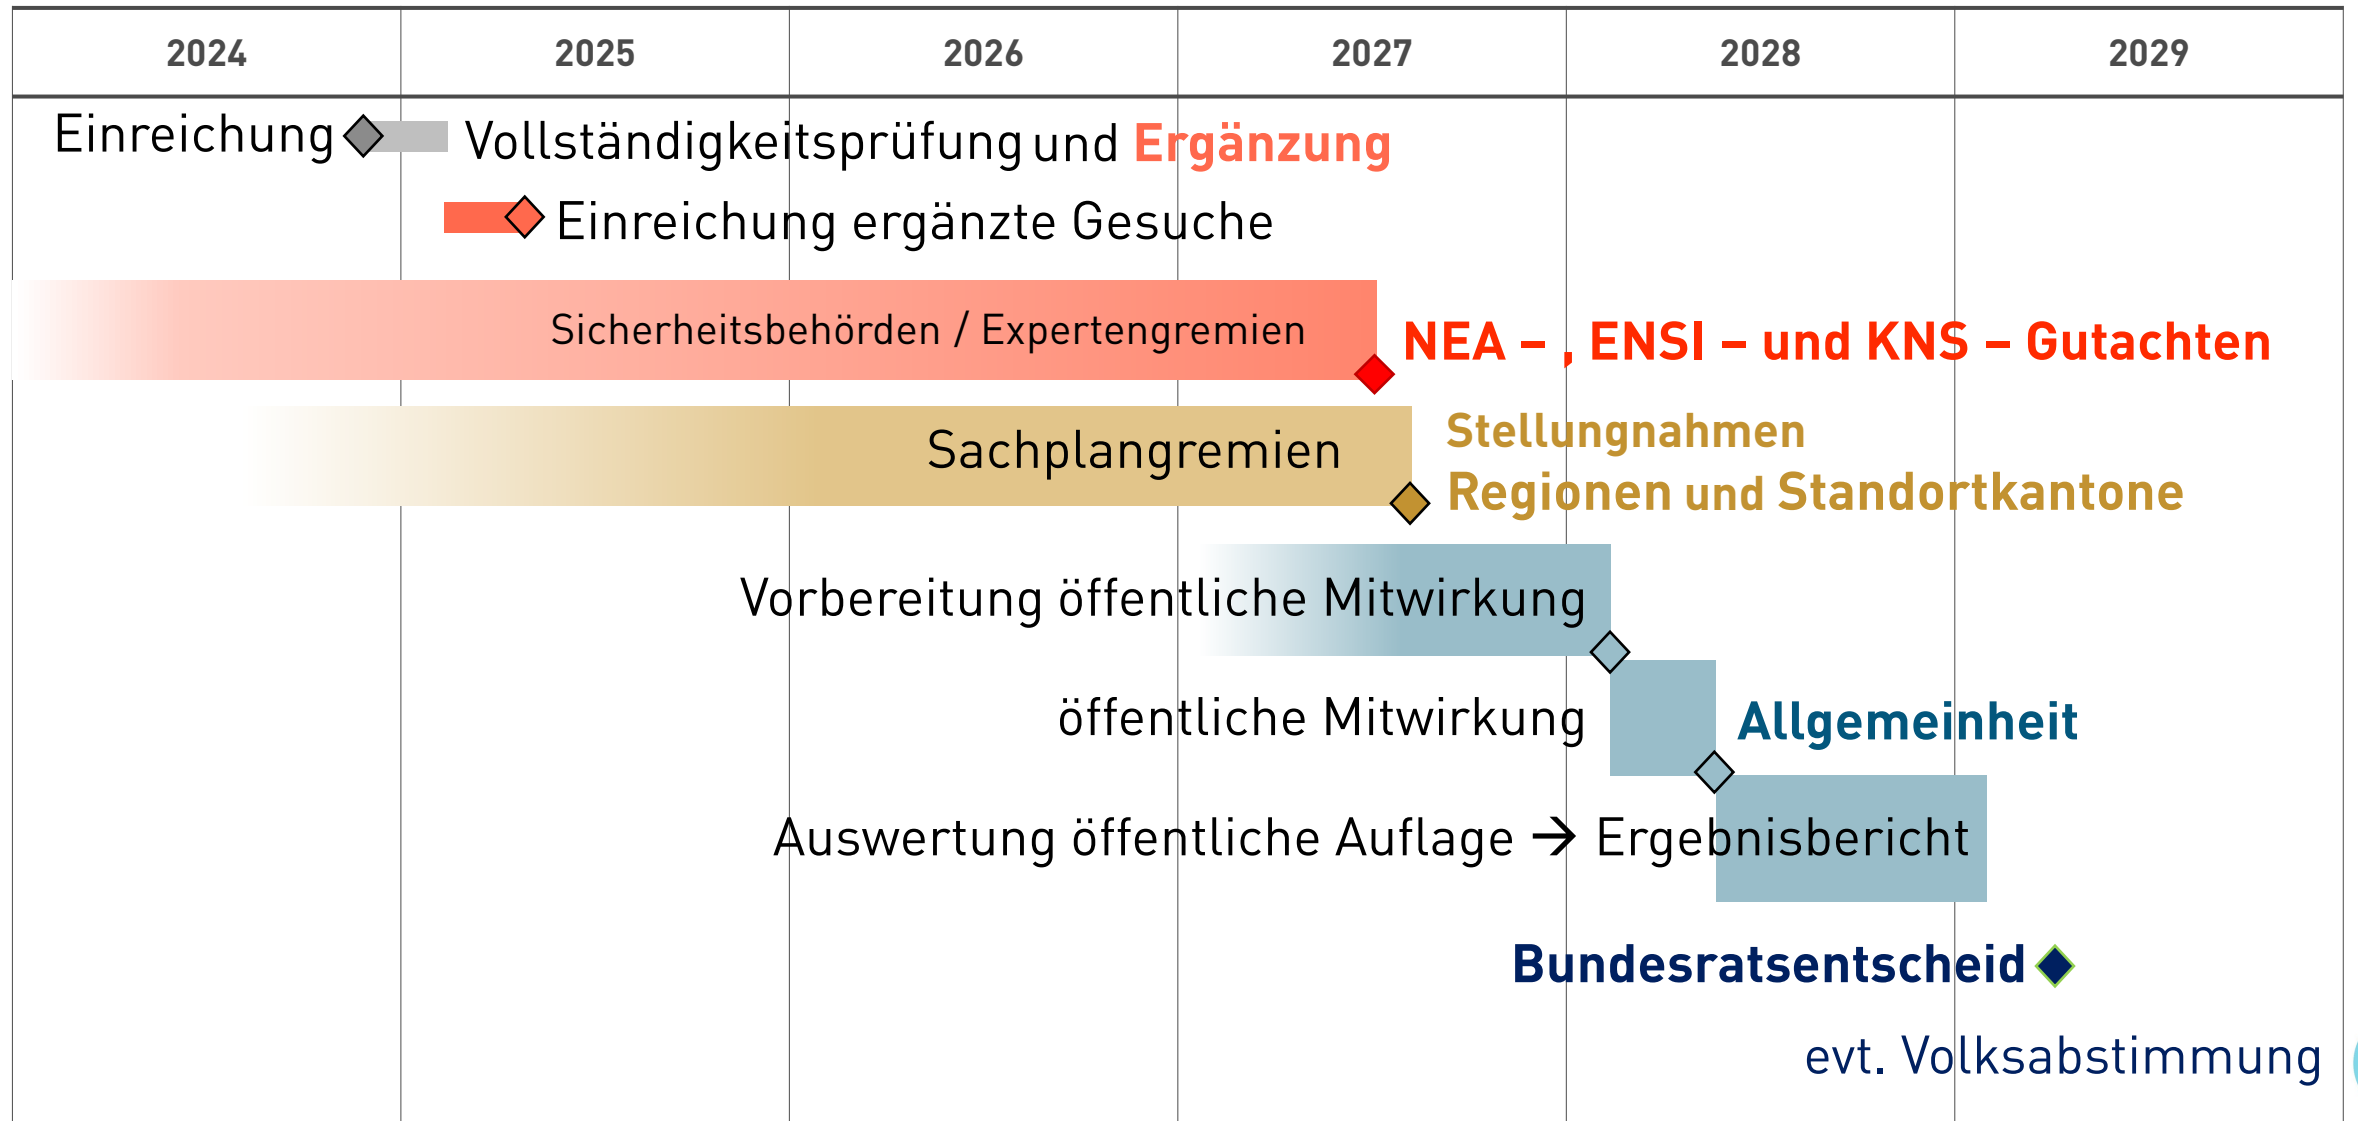 2024 2025 2026 2027 2028 2029
Einreichung Vollständigkeitsprüfung und Ergänzung
Einreichung ergänzte Gesuche
Sicherheitsbehörden / Expertengremien
NEA – , ENSI – und KNS – Gutachten
Sachplangremien
Stellungnahmen
Regionen und Standortkantone
Vorbereitung öffentliche Mitwirkung
öffentliche Mitwirkung Allgemeinheit
Auswertung öffentliche Auflage → Ergebnisbericht
Bundesratsentscheid
evt. Volksabstimmung